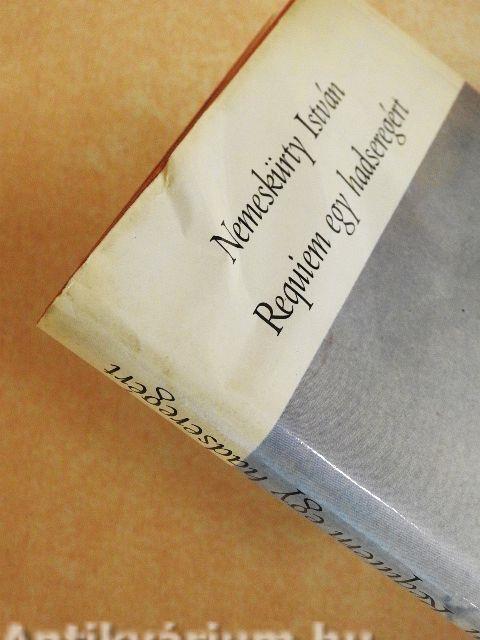 Nemeskürty István
Requiem egy hadseregért
Requiem egy hadseregért
Antikvárium.hu